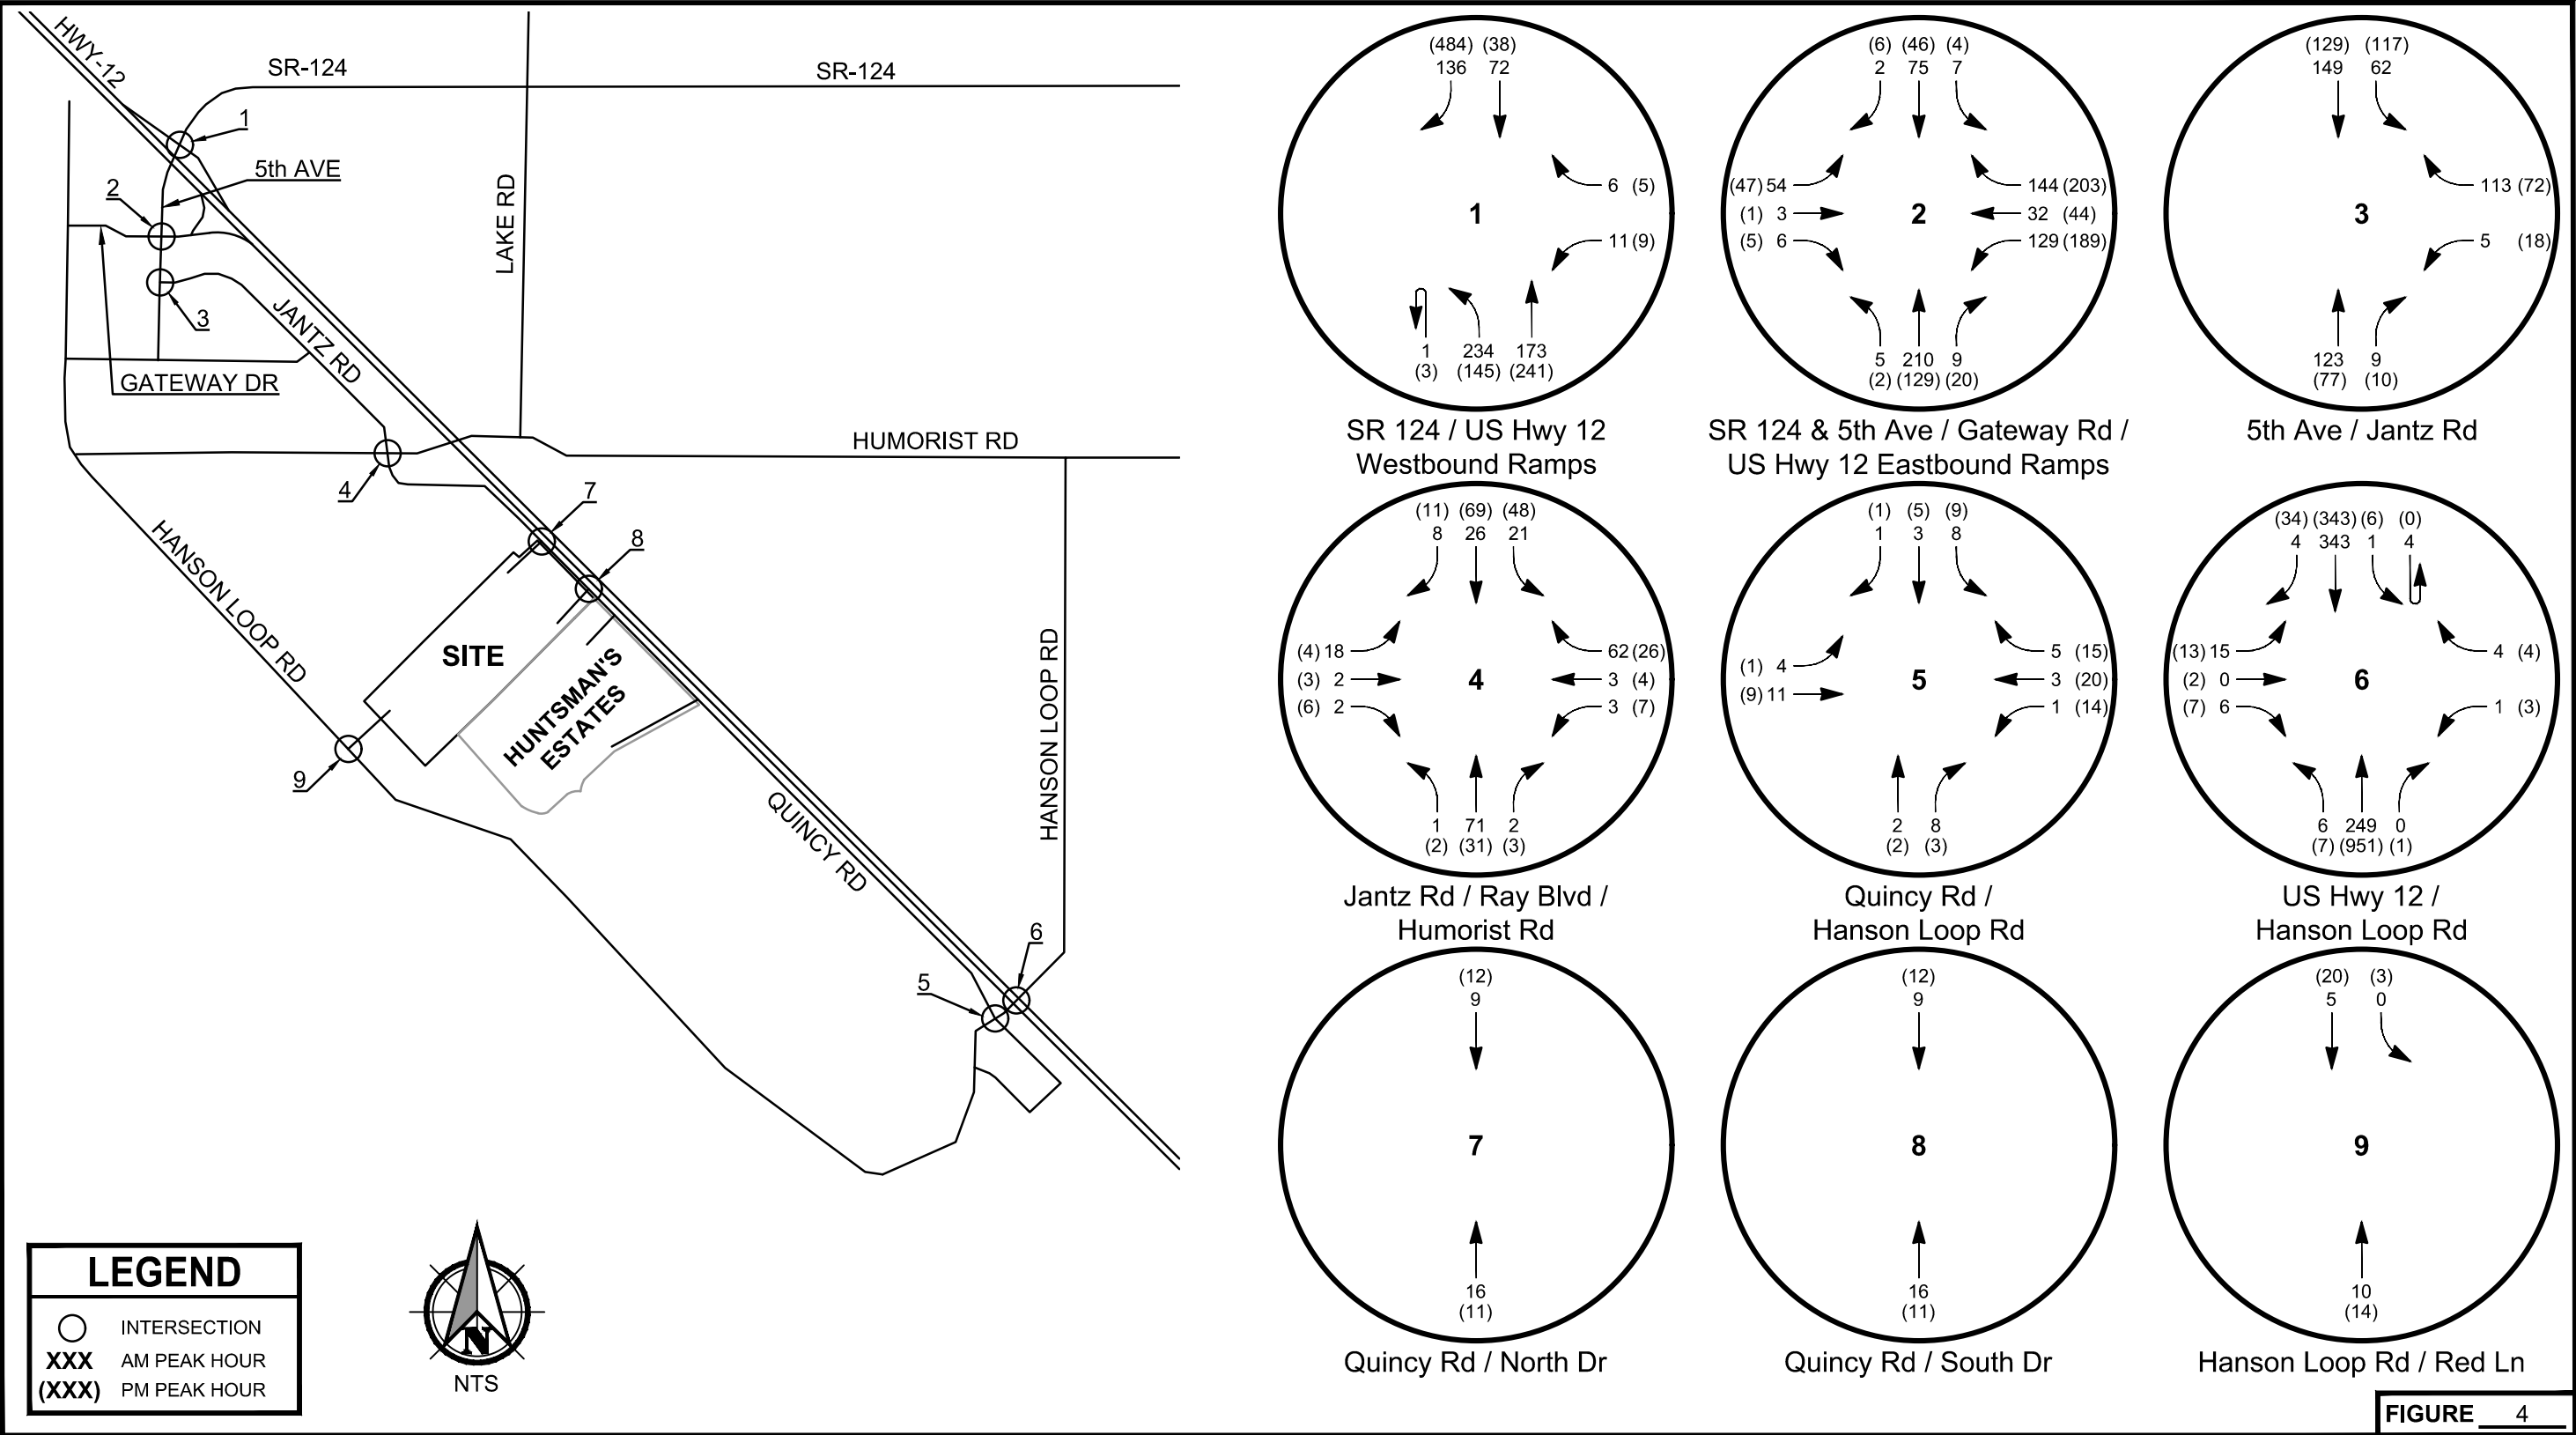 HWY-12
SR-124
SR-124
1
5th AVE
2
LAKE RD
3
JANTZ RD
GATEWAY DR
HUMORIST RD
4
7
8
HANSON LOOP RD
SITE
HUNTSMAN'S
ESTATES
HANSON LOOP RD
9
QUINCY RD
6
5
LEGEND
INTERSECTION
XXX AM PEAK HOUR
(XXX) PM PEAK HOUR
N
NTS
(484) (38)
136 72
6 (5)
1
11 (9)
1 234 173
(3) (145) (241)
SR 124 / US Hwy 12
Westbound Ramps
(6) (46) (4)
2 75 7
(47) 54 144 (203)
(1) 3 2 32 (44)
(5) 6 129 (189)
5 210 9
(2) (129) (20)
SR 124 & 5th Ave / Gateway Rd /
US Hwy 12 Eastbound Ramps
(129) (117)
149 62
113 (72)
3
5 (18)
123 9
(77) (10)
5th Ave / Jantz Rd
(11) (69) (48)
8 26 21
(4) 18 62 (26)
(3) 2 4 3 (4)
(6) 2 3 (7)
1 71 2
(2) (31) (3)
Jantz Rd / Ray Blvd /
Humorist Rd
(1) (5) (9)
1 3 8
5 (15)
(1) 4
5 3 (20)
(9) 11
1 (14)
2 8
(2) (3)
Quincy Rd /
Hanson Loop Rd
(34) (343) (6) (0)
4 343 1 4
(13) 15 4 (4)
(2) 0 6
(7) 6 1 (3)
6 249 0
(7) (951) (1)
US Hwy 12 /
Hanson Loop Rd
(12)
9
7
16
(11)
Quincy Rd / North Dr
(12)
9
8
16
(11)
Quincy Rd / South Dr
(20) (3)
5 0
9
10
(14)
Hanson Loop Rd / Red Ln
FIGURE 4